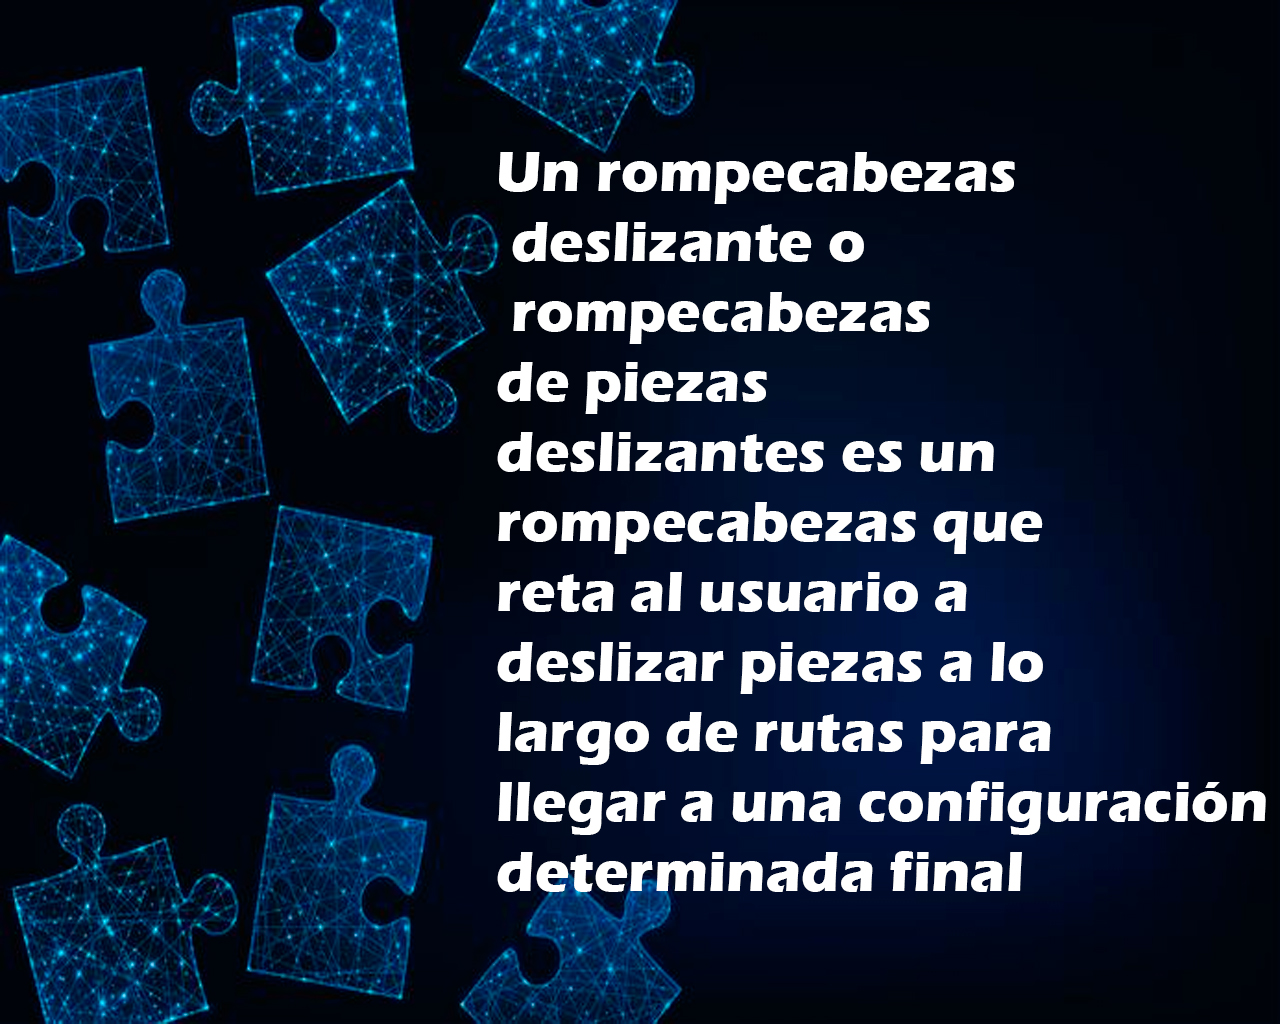 Un rompecabezas
deslizante o
rompecabezas
de piezas
deslizantes es un
rompecabezas que
reta al usuario a
deslizar piezas a lo
largo de rutas para
llegar a una configuración
determinada final